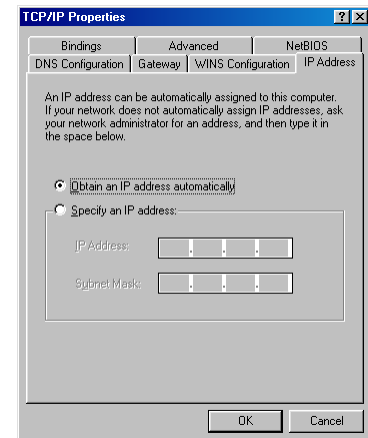 TCP/IP Properties
Bindings Advanced NetBIOS
DNS Configuration Gateway WINS Configuration IP Address
An IP address can be automatically assigned to this computer.
If your network does not automatically assign IP addresses, ask
your network administrator for an address, and then type it in
the space below.
Obtain an IP address automatically
Specify an IP address:
IP Address:
Subnet Mask:
OK Cancel